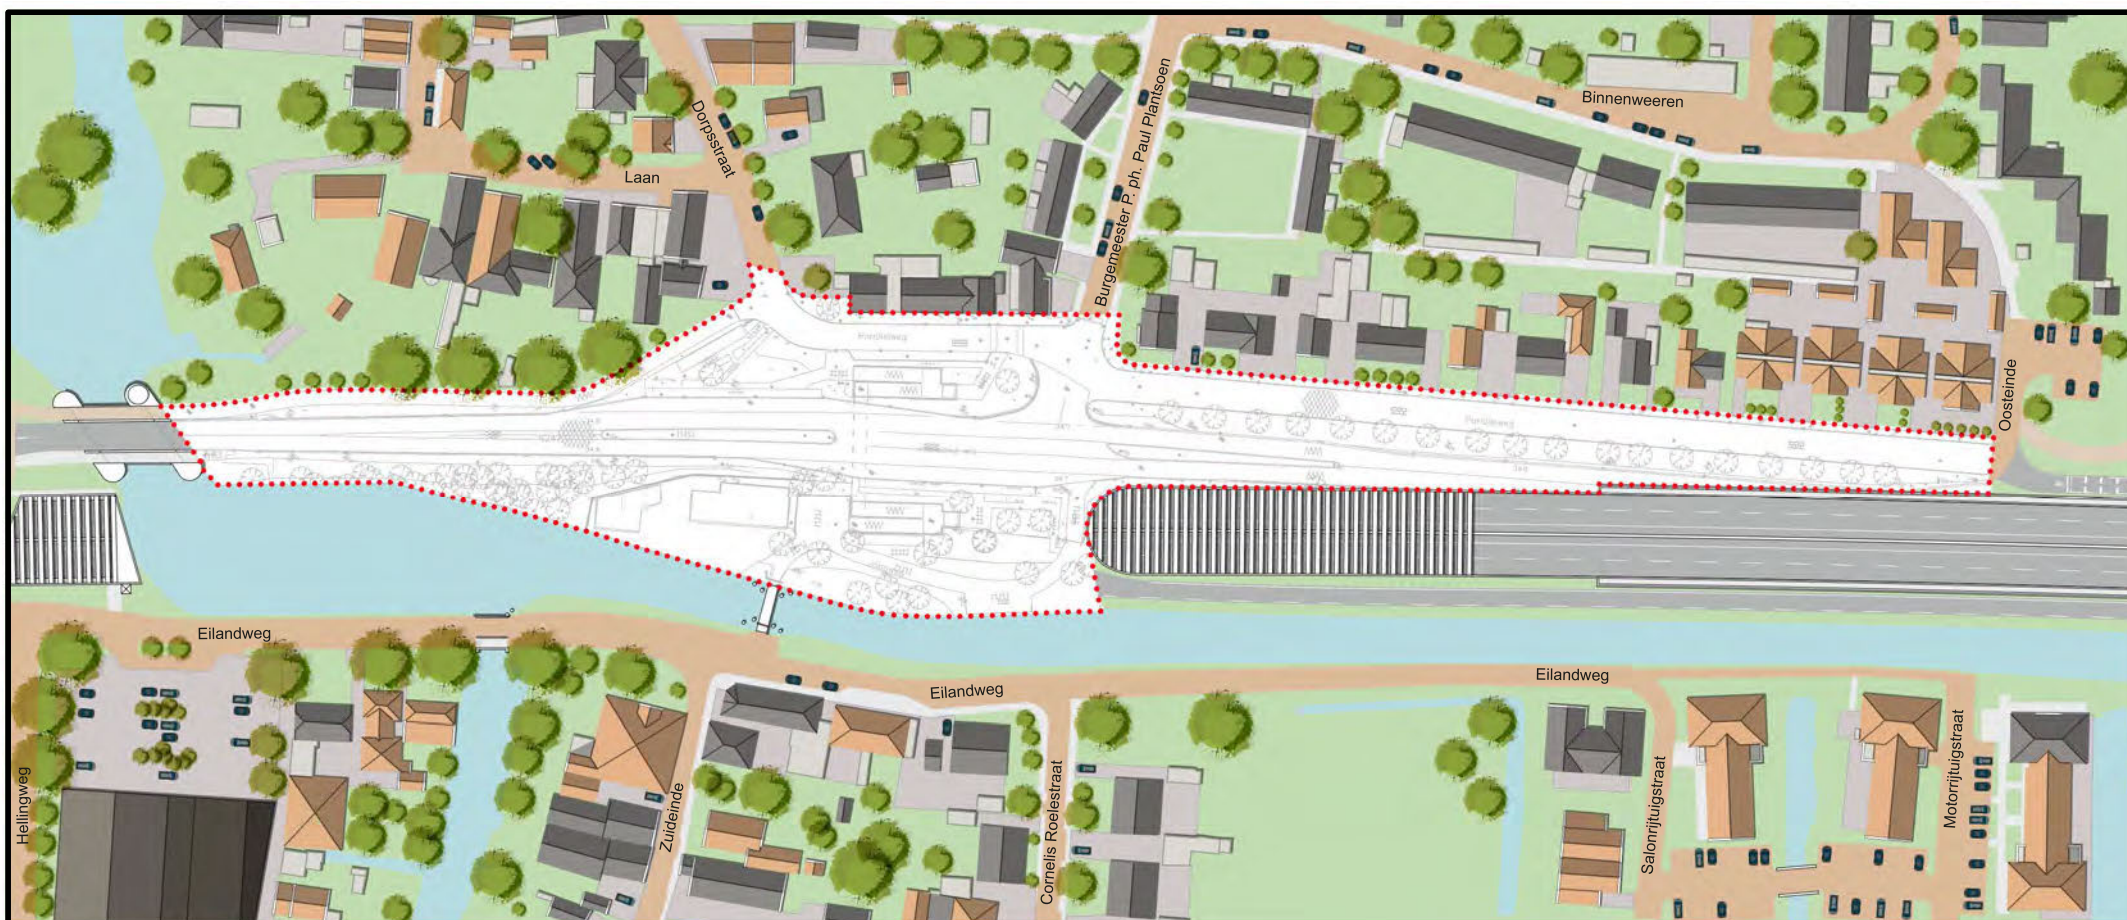 Binnenweeren
Dorpsstraat
Burgemeester P. ph. Paul Plantsoen
Laan
Oosteinde
Eilandweg
Eilandweg
Eilandweg
Hellingweg
Zuideinde
Cornelis Roelestraat
Salonrijtuigstraat
Motorrijtuigstraat